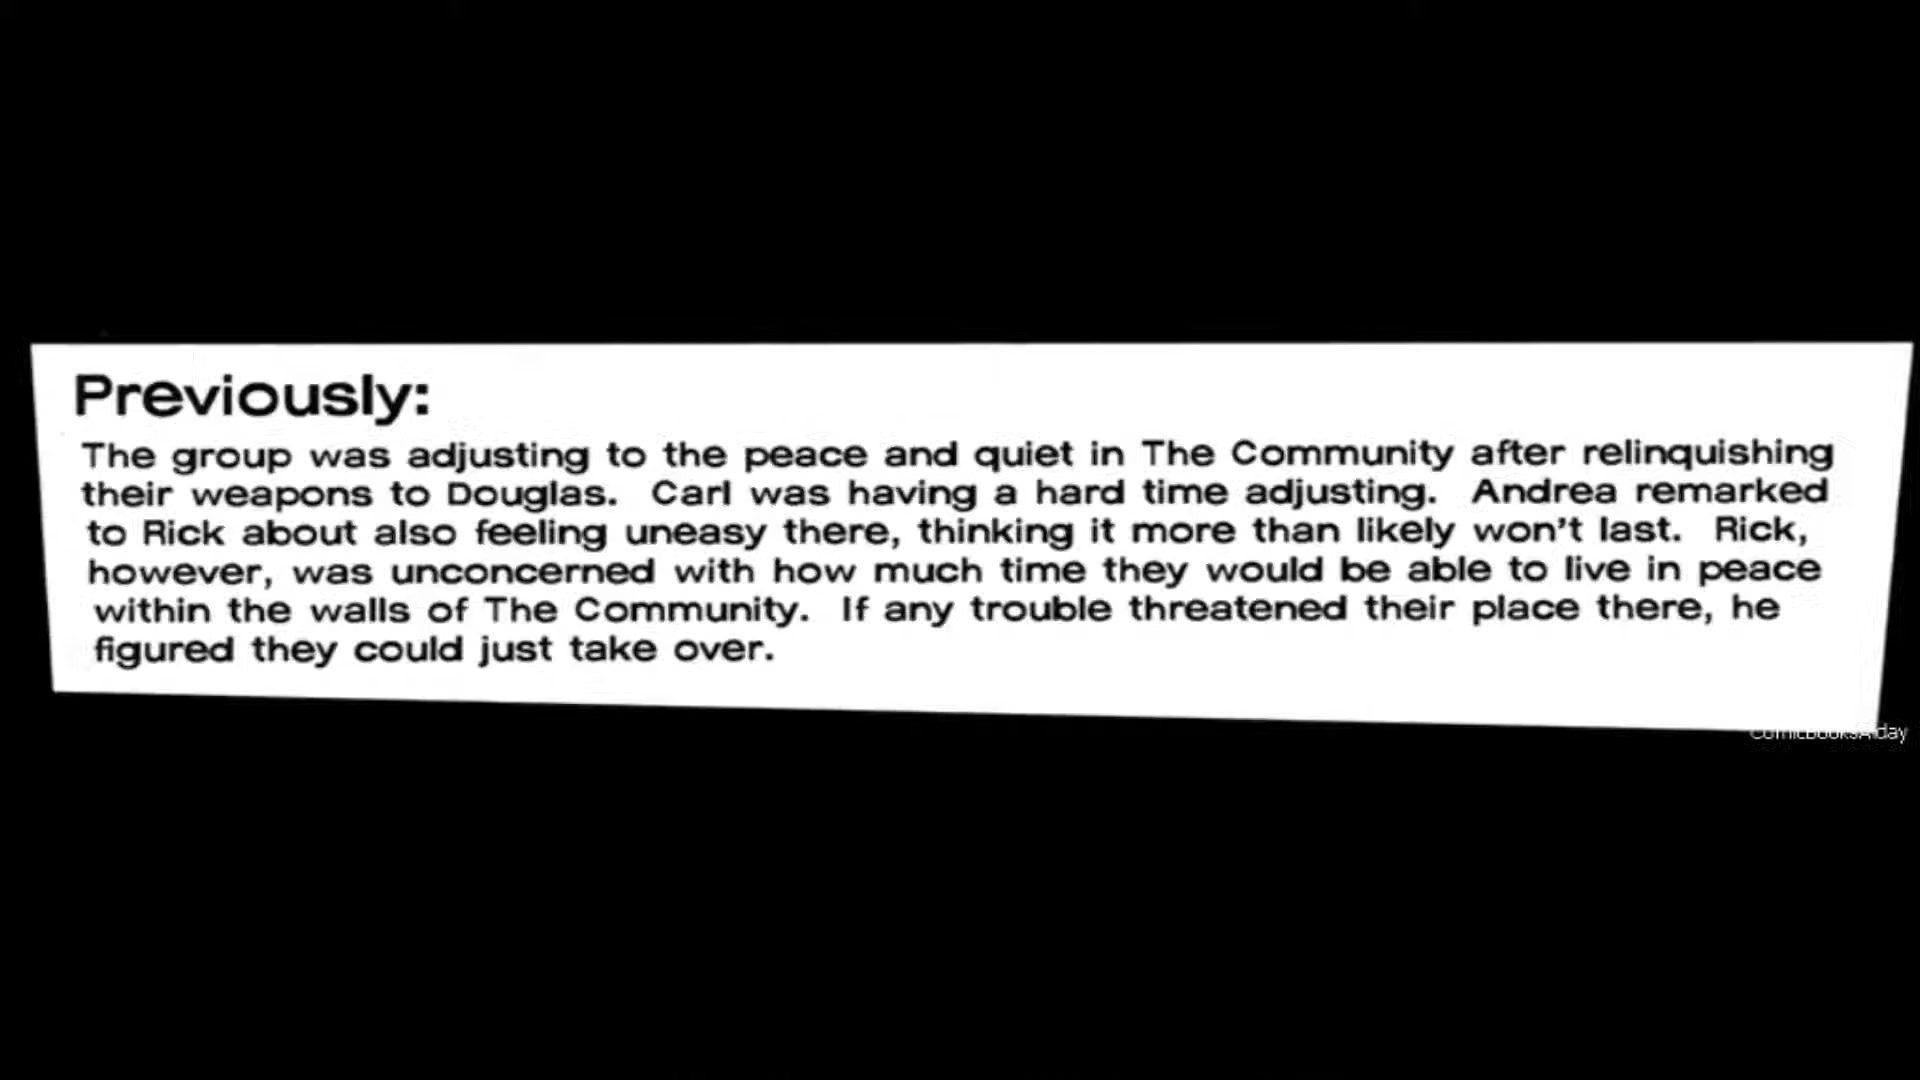 Previously:
The group was adjusting to the peace and quiet in The Community after relinquishing
their weapons to Douglas. Carl was having a hard time adjusting. Andrea remarked
to Rick about also feeling uneasy there, thinking it more than likely won't last. Rick,
however, was unconcerned with how much time they would be able to live in peace
within the walls of The Community. If any trouble threatened their place there, he
figured they could just take over.